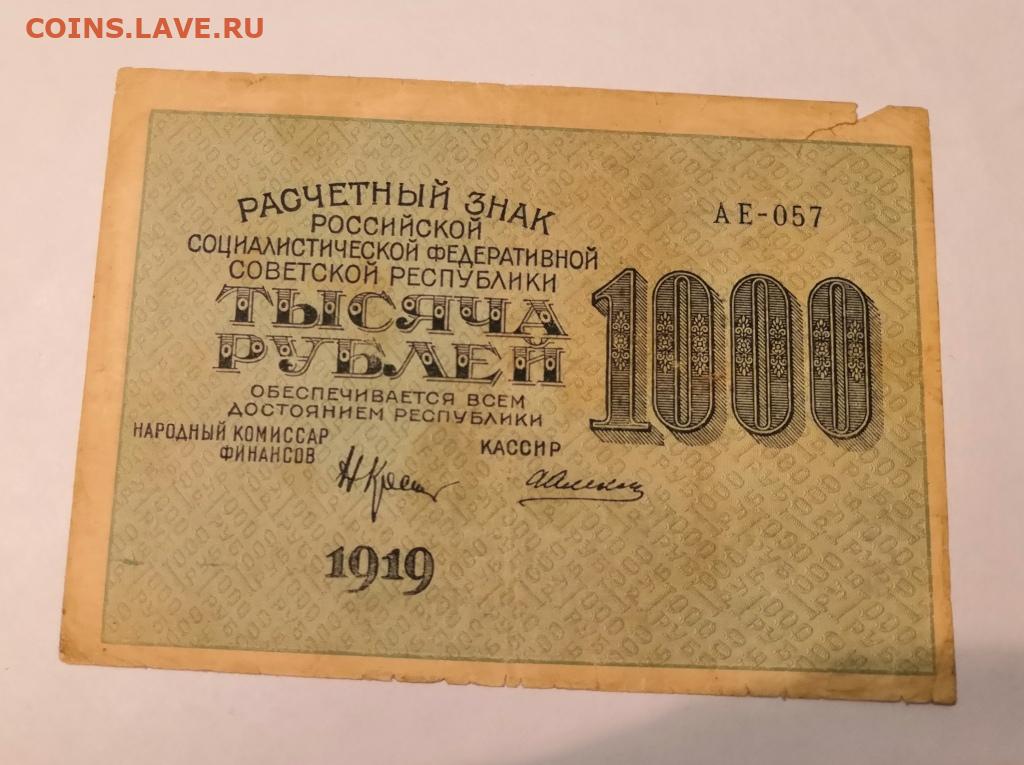 COINS.LAVE.RU
РАСЧЕТНЫЙ ЗНАК
РОССИЙСКОЙ
СОЦИАЛИСТИЧЕСКОЙ ФЕДЕРАТИВНОЙ
СОВЕТСКОЙ РЕСПУБЛИКИ
ТЫСЯЧА
РУБЛЕЙ
ОБЕСПЕЧИВАЕТСЯ ВСЕМ
ДОСТОЯНИЕМ РЕСПУБЛИКИ
НАРОДНЫЙ КОМИССАР
ФИНАНСОВ
КАССИР
1919
АЕ-057
1000